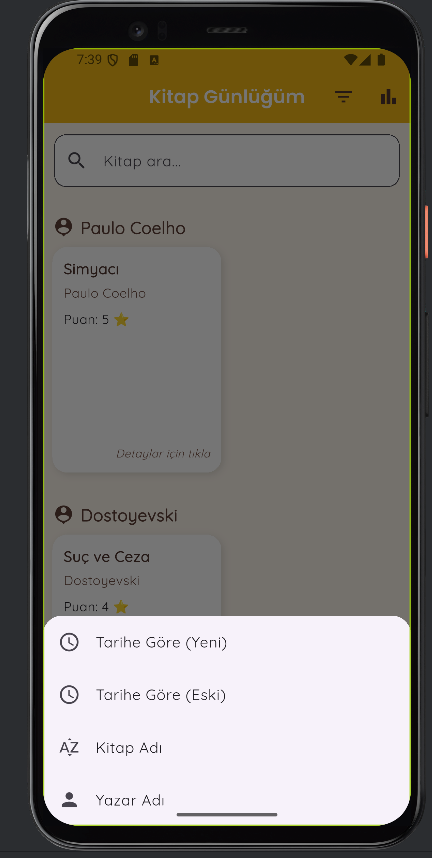 7:39
Kitap Günlüğüm
Kitap ara...
Paulo Coelho
Simyacı
Paulo Coelho
Puan: 5 ⭐
Detaylar için tıkla
Dostoyevski
Suç ve Ceza
Dostoyevski
Puan: 4 ⭐
Tarihe Göre (Yeni)
Tarihe Göre (Eski)
AZ Kitap Adı
Yazar Adı